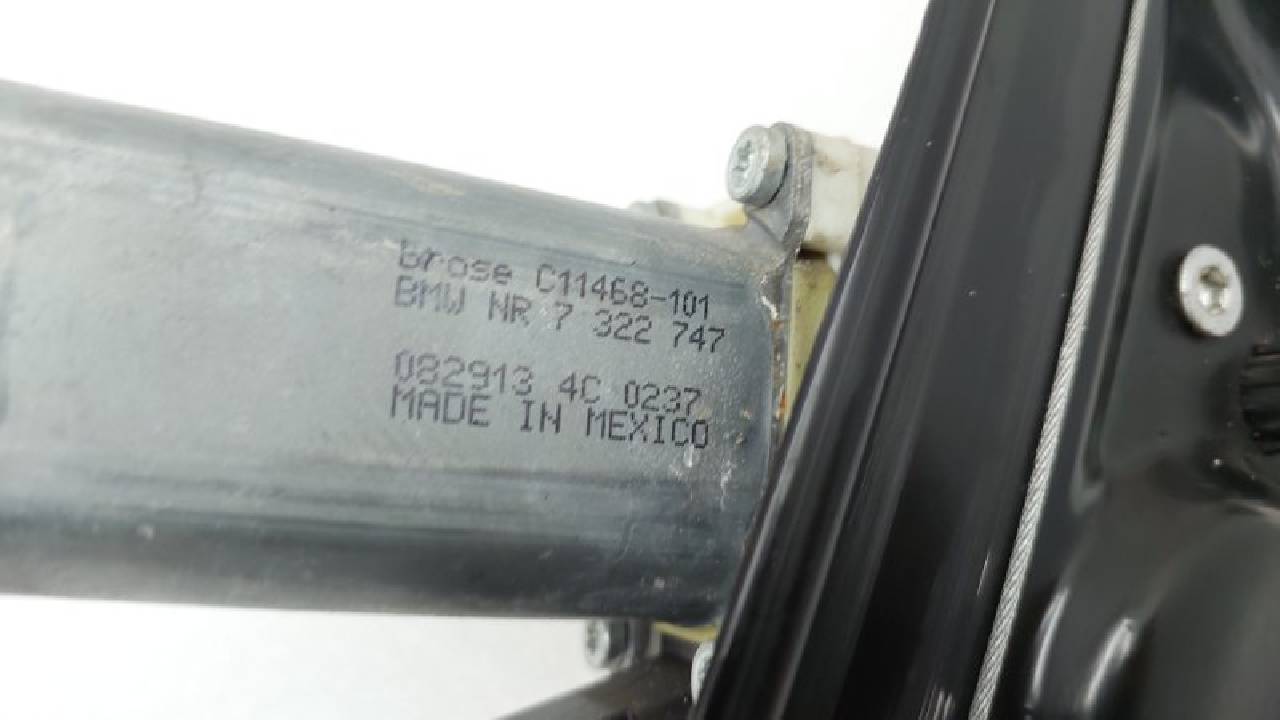 brose C11468-101
BMW NR 7 322 747
082913 4C 0237
MADE IN MEXICO